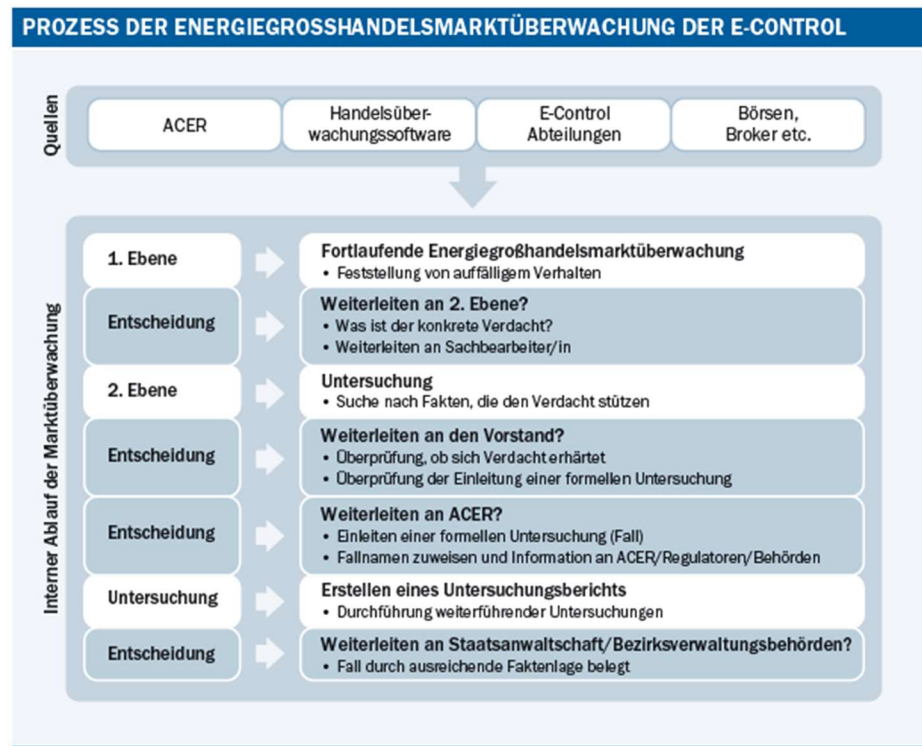 PROZESS DER ENERGIEGROSSHANDELSMARKTÜBERWACHUNG DER E-CONTROL
Quellen
ACER
Handelsüber-
wachungssoftware
E-Control
Abteilungen
Börsen,
Broker etc.
Interner Ablauf der Marktüberwachung
1. Ebene
Fortlaufende Energiegroßhandelsmarktüberwachung
• Feststellung von auffälligem Verhalten
Entscheidung
Weiterleiten an 2. Ebene?
• Was ist der konkrete Verdacht?
• Weiterleiten an Sachbearbeiter/in
2. Ebene
Untersuchung
• Suche nach Fakten, die den Verdacht stützen
Entscheidung
Weiterleiten an den Vorstand?
• Überprüfung, ob sich Verdacht erhärtet
• Überprüfung der Einleitung einer formellen Untersuchung
Entscheidung
Weiterleiten an ACER?
• Einleiten einer formellen Untersuchung (Fall)
• Fallnamen zuweisen und Information an ACER/Regulatoren/Behörden
Untersuchung
Erstellen eines Untersuchungsberichts
• Durchführung weiterführender Untersuchungen
Entscheidung
Weiterleiten an Staatsanwaltschaft/Bezirksverwaltungsbehörden?
• Fall durch ausreichende Faktenlage belegt